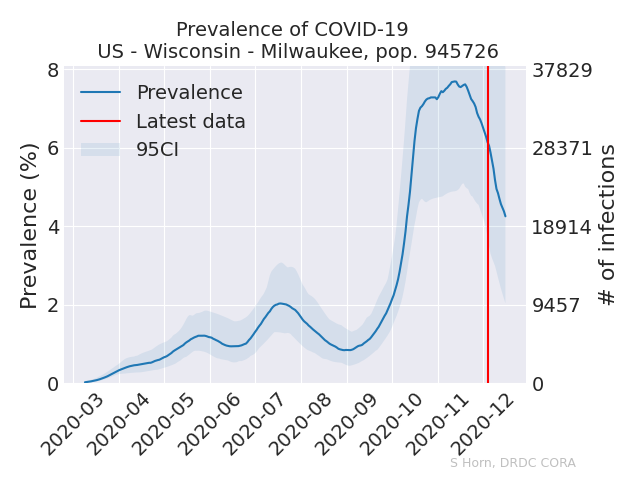 Prevalence of COVID-19
US - Wisconsin - Milwaukee, pop. 945726
Prevalence
Latest data
95CI
Prevalence (%)
8
6
4
2
0
37829
28371
18914
9457
0
# of infections
2020-03
2020-04
2020-05
2020-06
2020-07
2020-08
2020-09
2020-10
2020-11
2020-12
S Horn, DRDC CORA